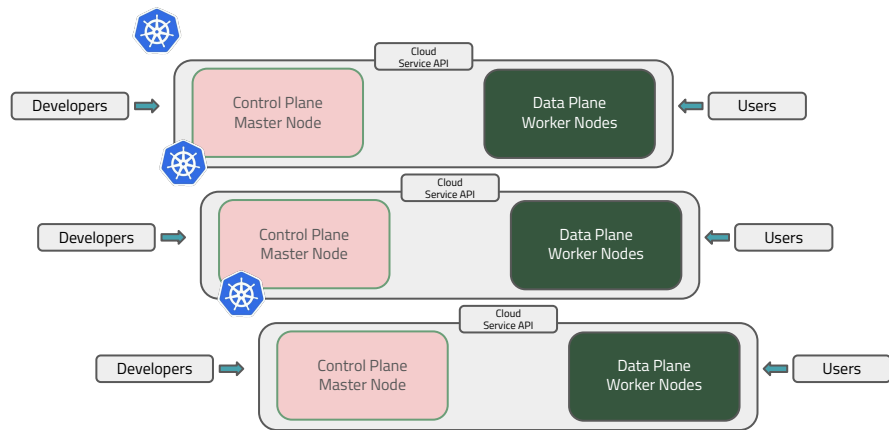 Cloud
Service API
Developers
Control Plane
Master Node
Data Plane
Worker Nodes
Users
Cloud
Service API
Developers
Control Plane
Master Node
Data Plane
Worker Nodes
Users
Cloud
Service API
Developers
Control Plane
Master Node
Data Plane
Worker Nodes
Users